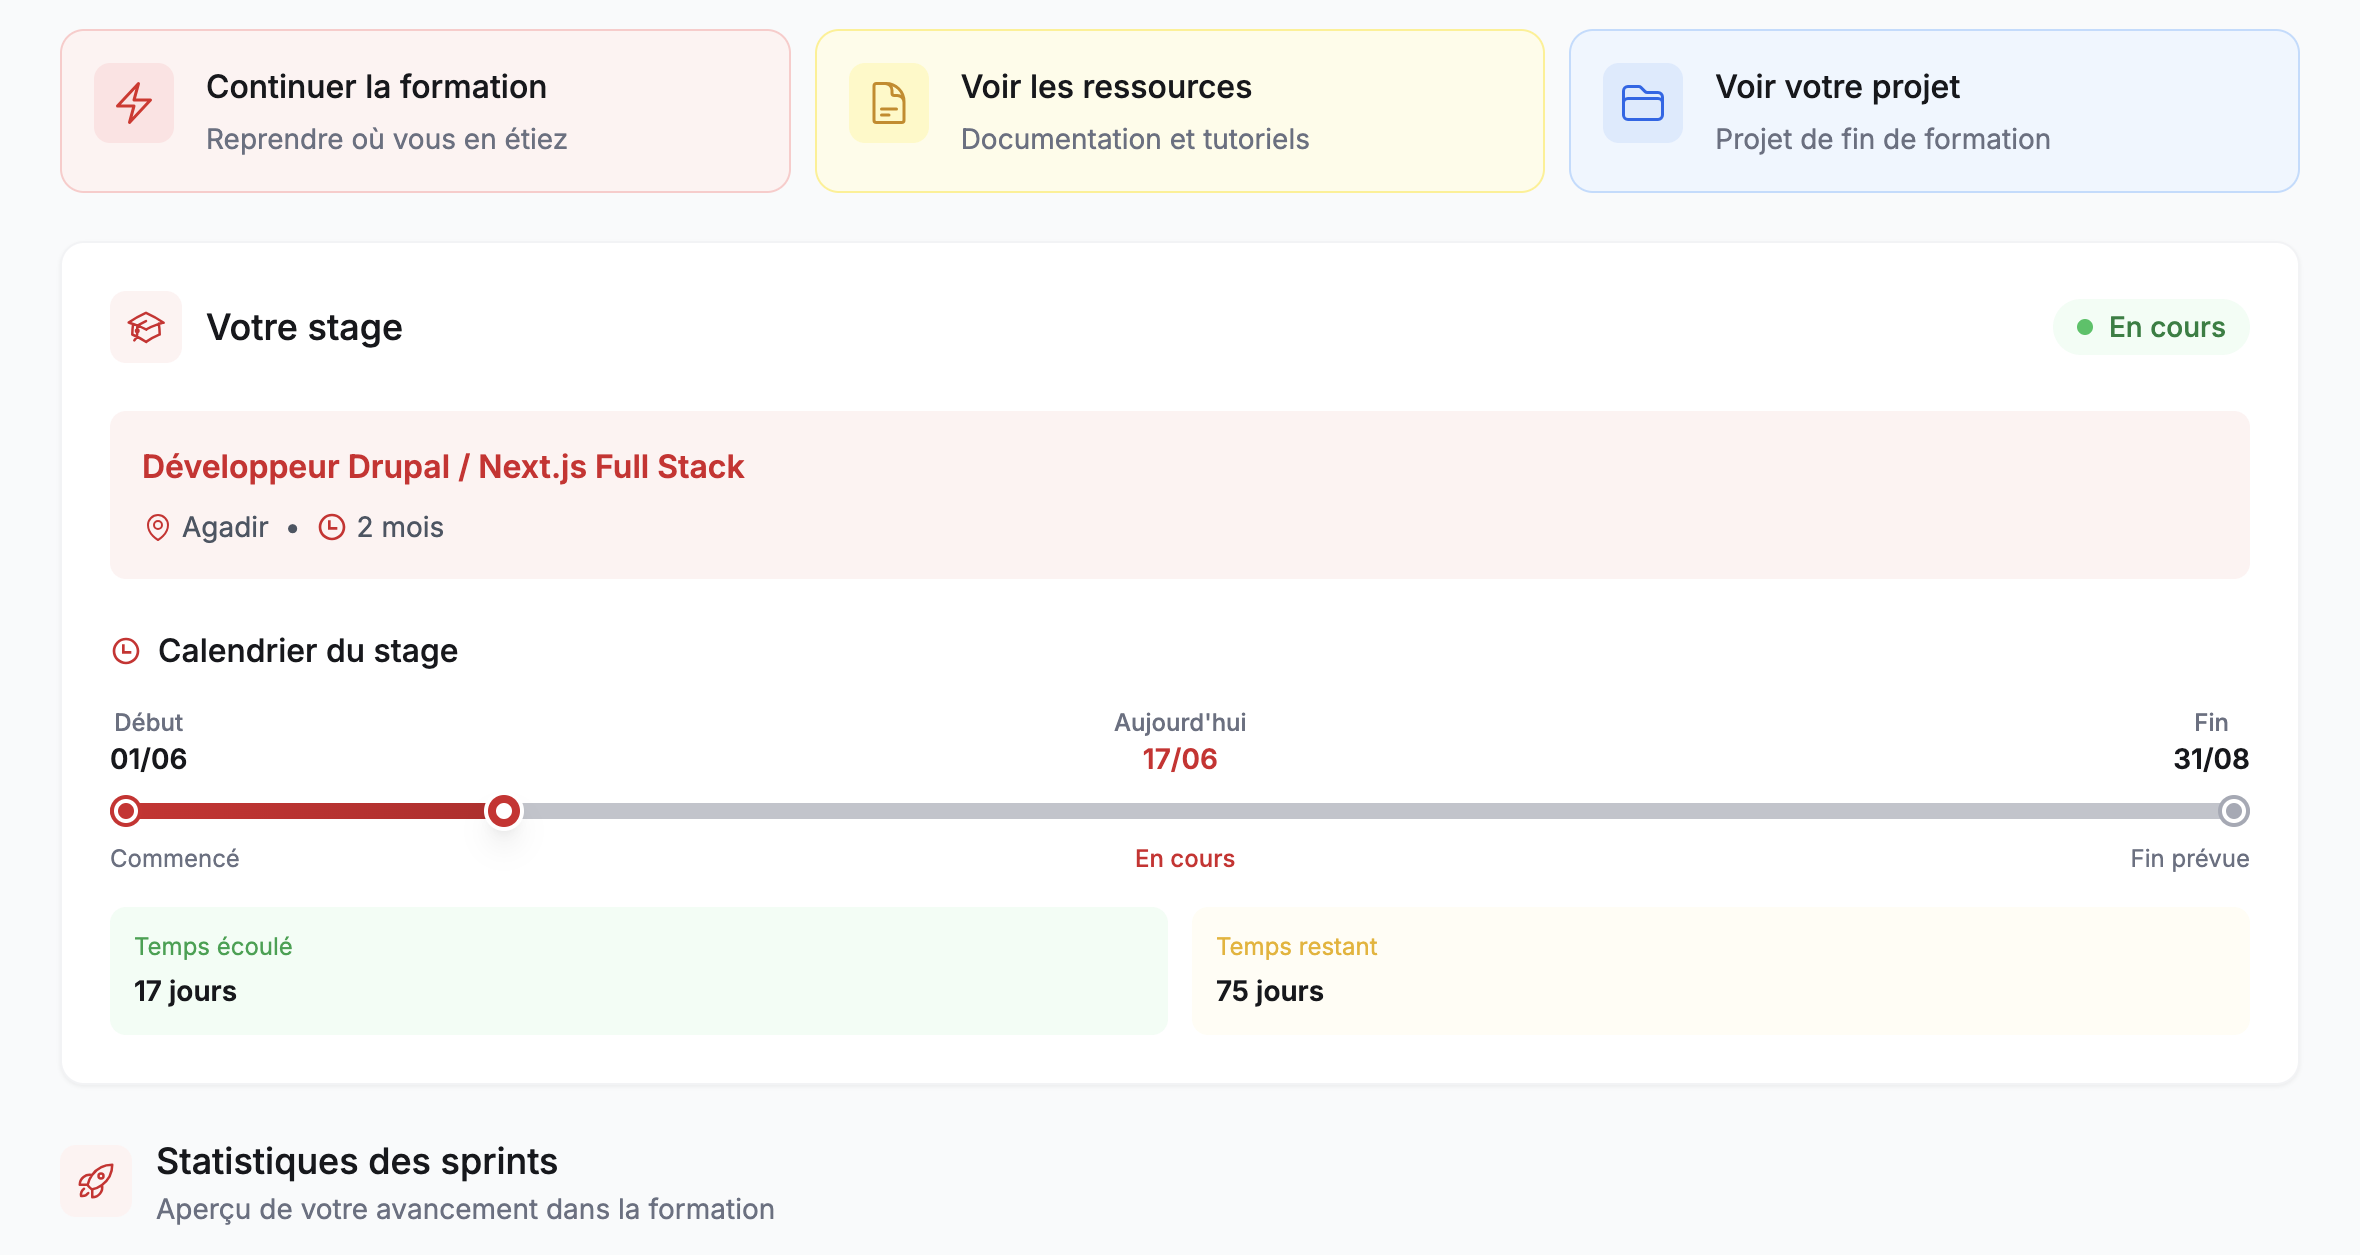 Continuer la formation
Reprendre où vous en étiez
Voir les ressources
Documentation et tutoriels
Voir votre projet
Projet de fin de formation
Votre stage
En cours
Développeur Drupal / Next.js Full Stack
Agadir • 2 mois
Calendrier du stage
Début
01/06
Aujourd'hui
17/06
Fin
31/08
Commencé
En cours
Fin prévue
Temps écoulé
17 jours
Temps restant
75 jours
Statistiques des sprints
Aperçu de votre avancement dans la formation